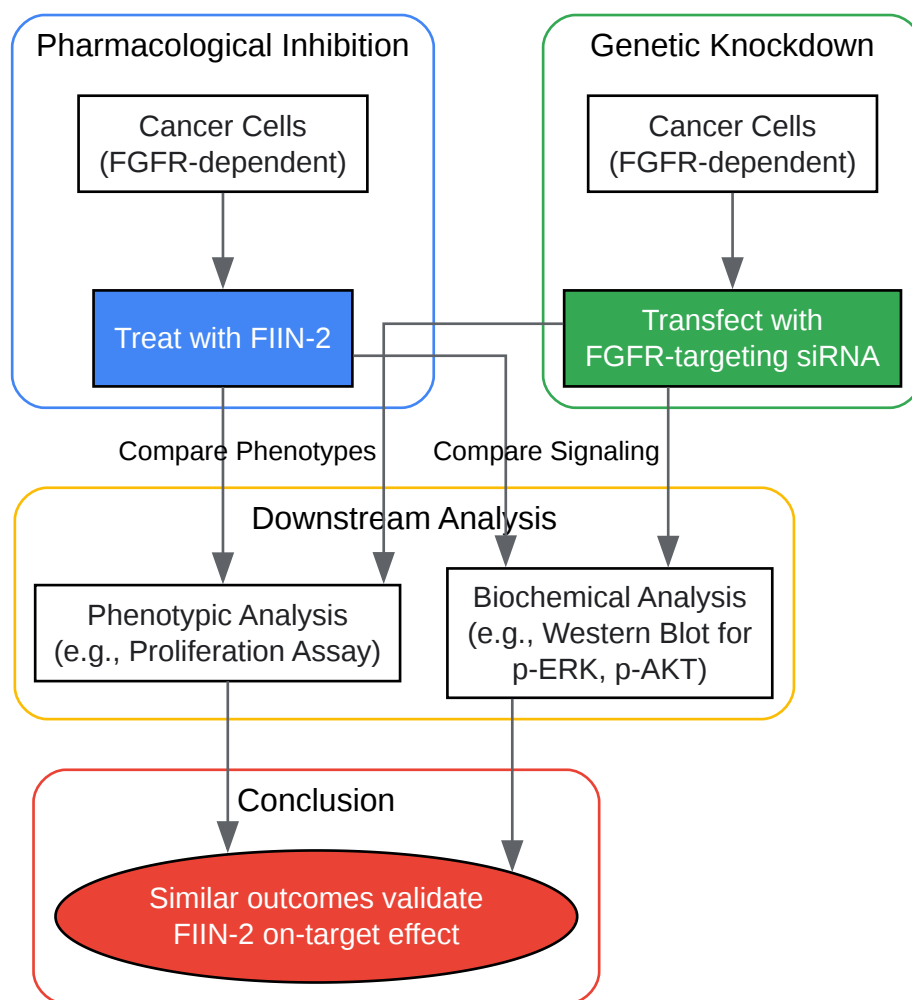 Pharmacological Inhibition
Genetic Knockdown
Cancer Cells
(FGFR-dependent)
Cancer Cells
(FGFR-dependent)
Treat with FIIN-2
Transfect with
FGFR-targeting siRNA
Compare Phenotypes
Compare Signaling
Downstream Analysis
Phenotypic Analysis
(e.g., Proliferation Assay)
Biochemical Analysis
(e.g., Western Blot for
p-ERK, p-AKT)
Conclusion
Similar outcomes validate
FIIN-2 on-target effect